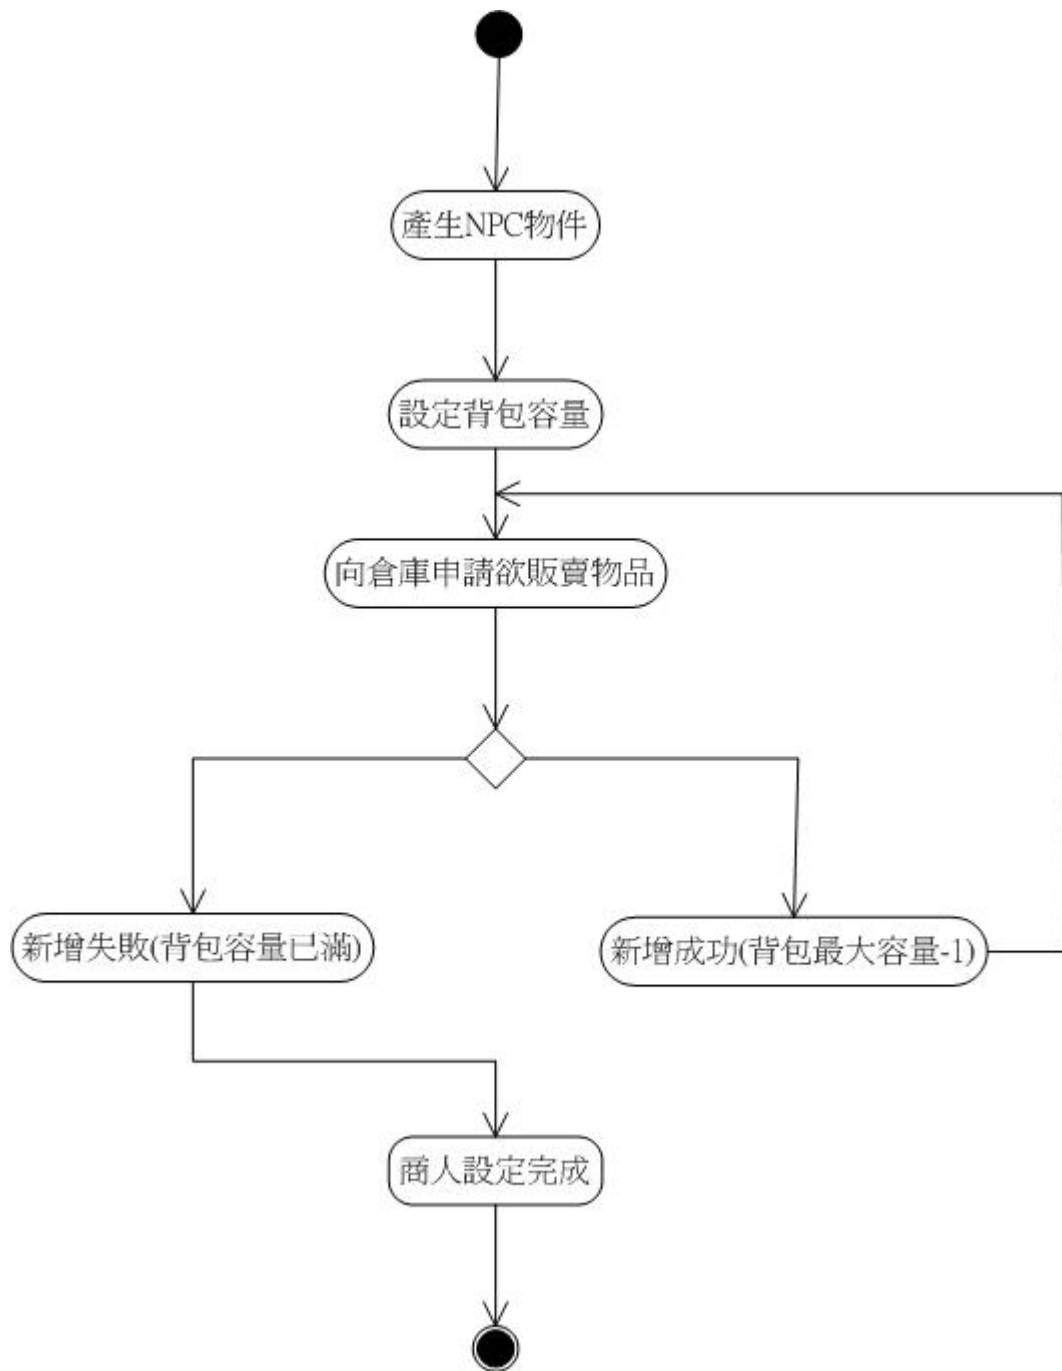 產生NPC物件
設定背包容量
向倉庫申請欲販賣物品
新增失敗(背包容量已滿)
新增成功(背包最大容量-1)
商人設定完成